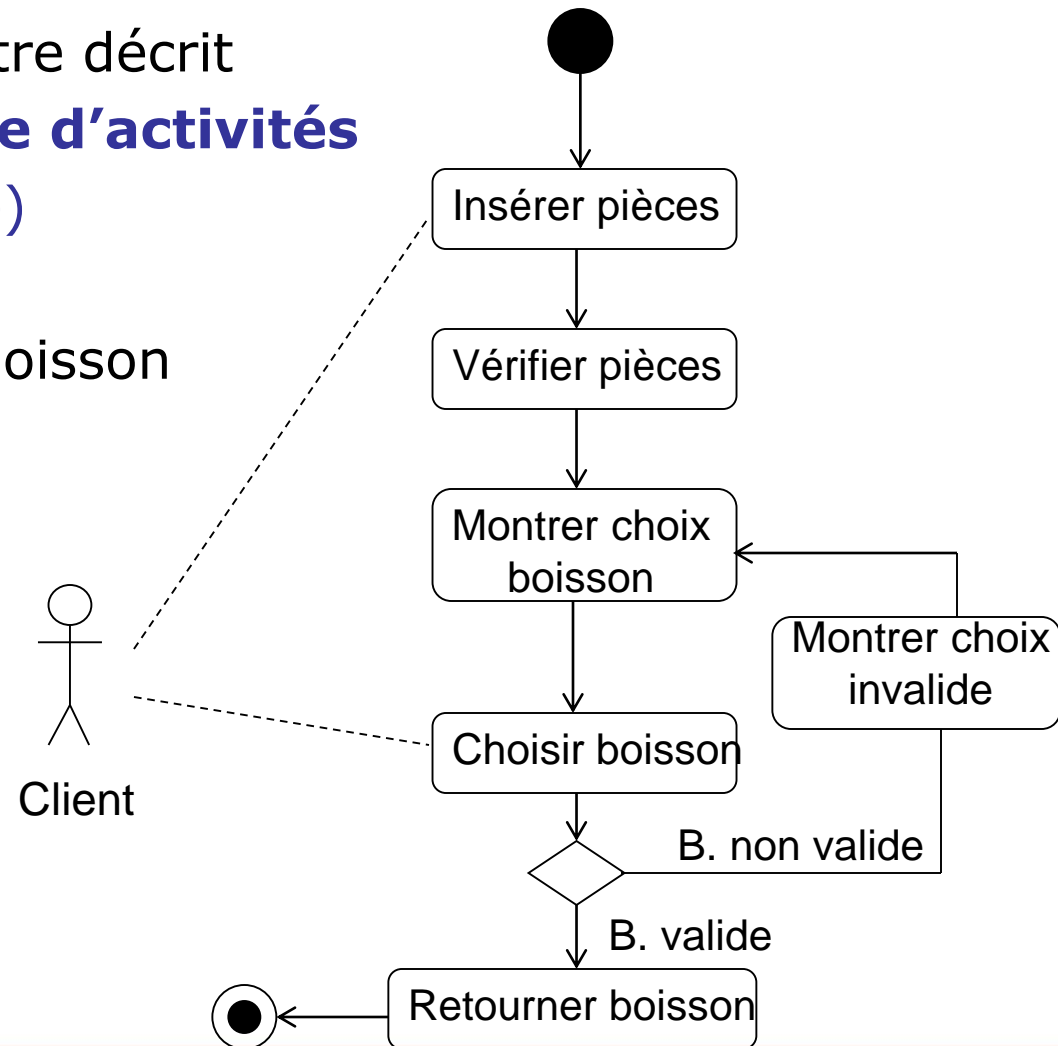 tre décrit
e d’activités
)
oisson
Insérer pièces
Vérifier pièces
Montrer choix
boisson
Montrer choix
invalide
Choisir boisson
Client
B. non valide
B. valide
Retourner boisson